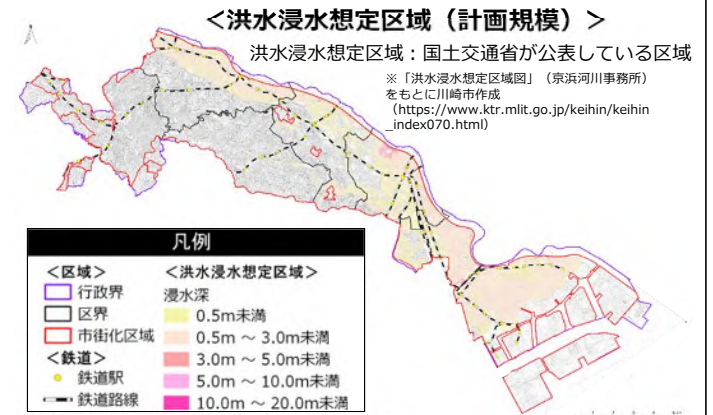 ＜洪水浸水想定区域（計画規模）＞
洪水浸水想定区域：国土交通省が公表している区域
※「洪水浸水想定区域図」（京浜河川事務所）
をもとに川崎市作成
（https://www.ktr.mlit.go.jp/keihin/keihin
_index070.html）
凡例
＜区域＞
行政界
区界
市街化区域
＜鉄道＞
鉄道駅
鉄道路線
＜洪水浸水想定区域＞
浸水深
0.5m未満
0.5m ～ 3.0m未満
3.0m ～ 5.0m未満
5.0m ～ 10.0m未満
10.0m ～ 20.0m未満